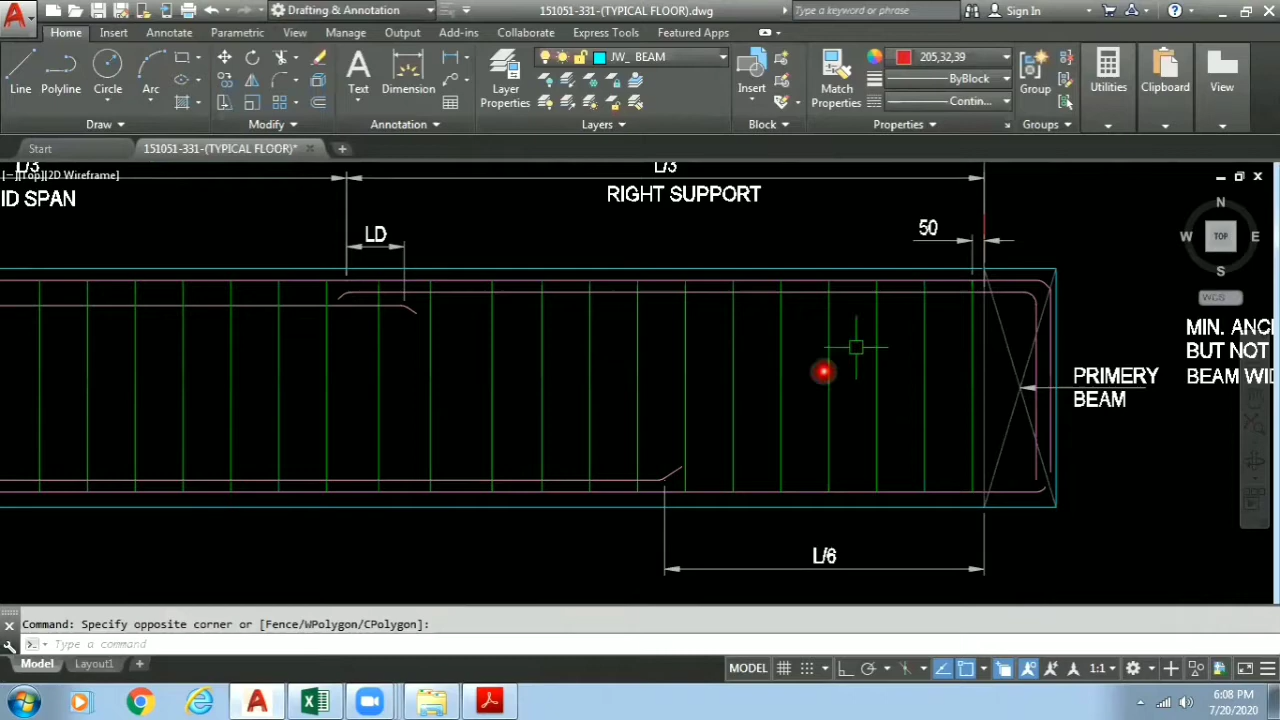 Drafting & Annotation
151051-331-(TYPICAL FLOOR).dwg
Type a keyword or phrase
Sign In
Home Insert Annotate Parametric View Manage Output Add-ins Collaborate Express Tools Featured Apps
Line Polyline Circle Arc
Text Dimension
Layer Properties
JW_ BEAM
Insert
Match Properties
205,32,39
ByBlock
Contin...
Group
Utilities
Clipboard
View
Draw Modify Annotation Layers Block Properties Groups
Start 151051-331-(TYPICAL FLOOR)*
[−][Top][2D Wireframe]
L/3
L/3
ID SPAN
RIGHT SUPPORT
LD
50
N
W TOP E
S
WCS
MIN. ANC
BUT NOT
BEAM WID
PRIMERY
BEAM
L/6
Command: Specify opposite corner or [Fence/WPolygon/CPolygon]:
Type a command
Model Layout1
MODEL
1:1
6:08 PM
7/20/2020